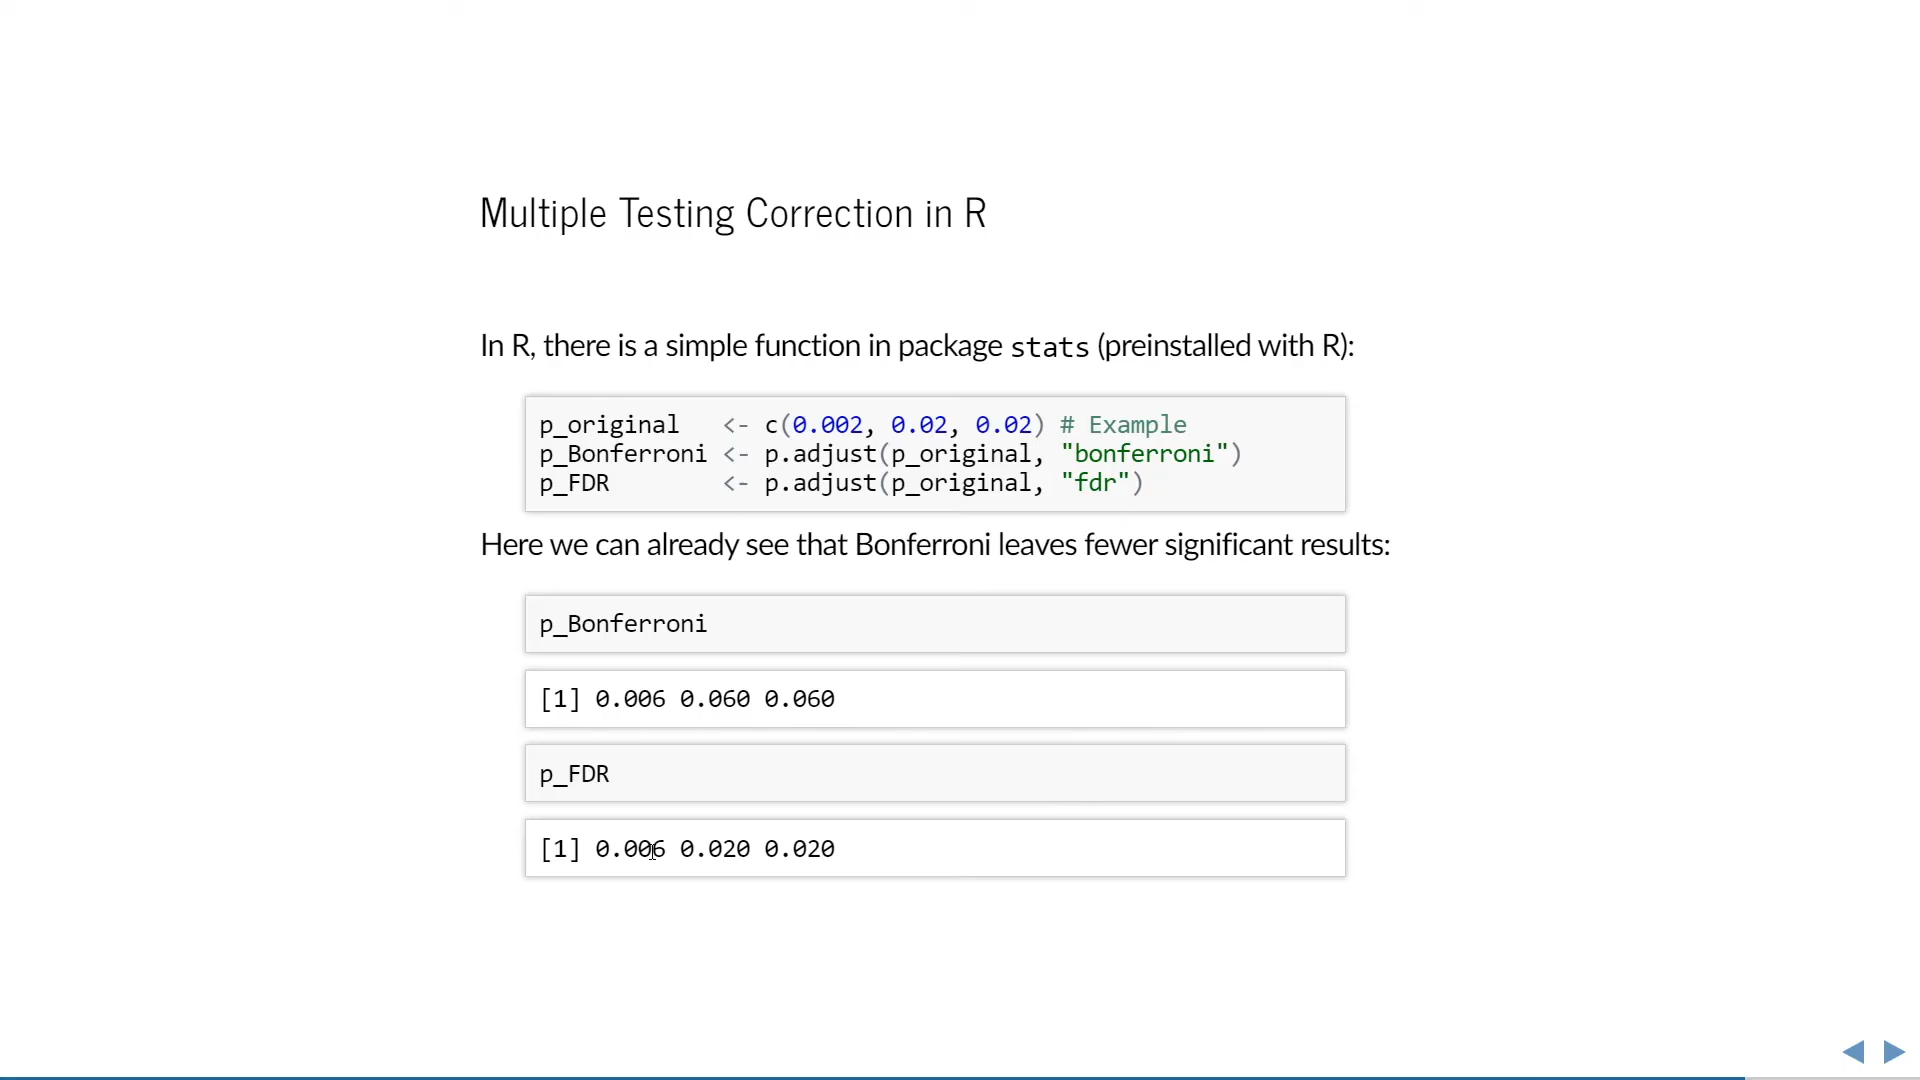 Multiple Testing Correction in R
In R, there is a simple function in package stats (preinstalled with R):
p_original   <- c(0.002, 0.02, 0.02) # Example
p_Bonferroni <- p.adjust(p_original, "bonferroni")
p_FDR        <- p.adjust(p_original, "fdr")
Here we can already see that Bonferroni leaves fewer significant results:
p_Bonferroni
[1] 0.006 0.060 0.060
p_FDR
[1] 0.006 0.020 0.020